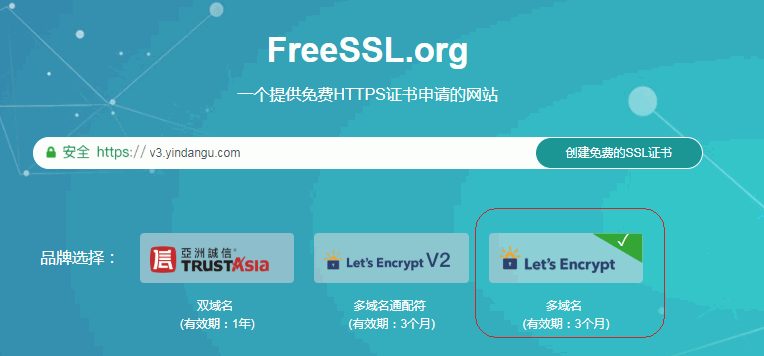 FreeSSL.org
一个提供免费HTTPS证书申请的网站
安全 https:// v3.yindangu.com 创建免费的SSL证书
品牌选择： 亞洲誠信 TRUSTAsia Let's Encrypt V2 Let's Encrypt
双域名 多域名通配符 多域名
(有效期：1年) (有效期：3个月) (有效期：3个月)